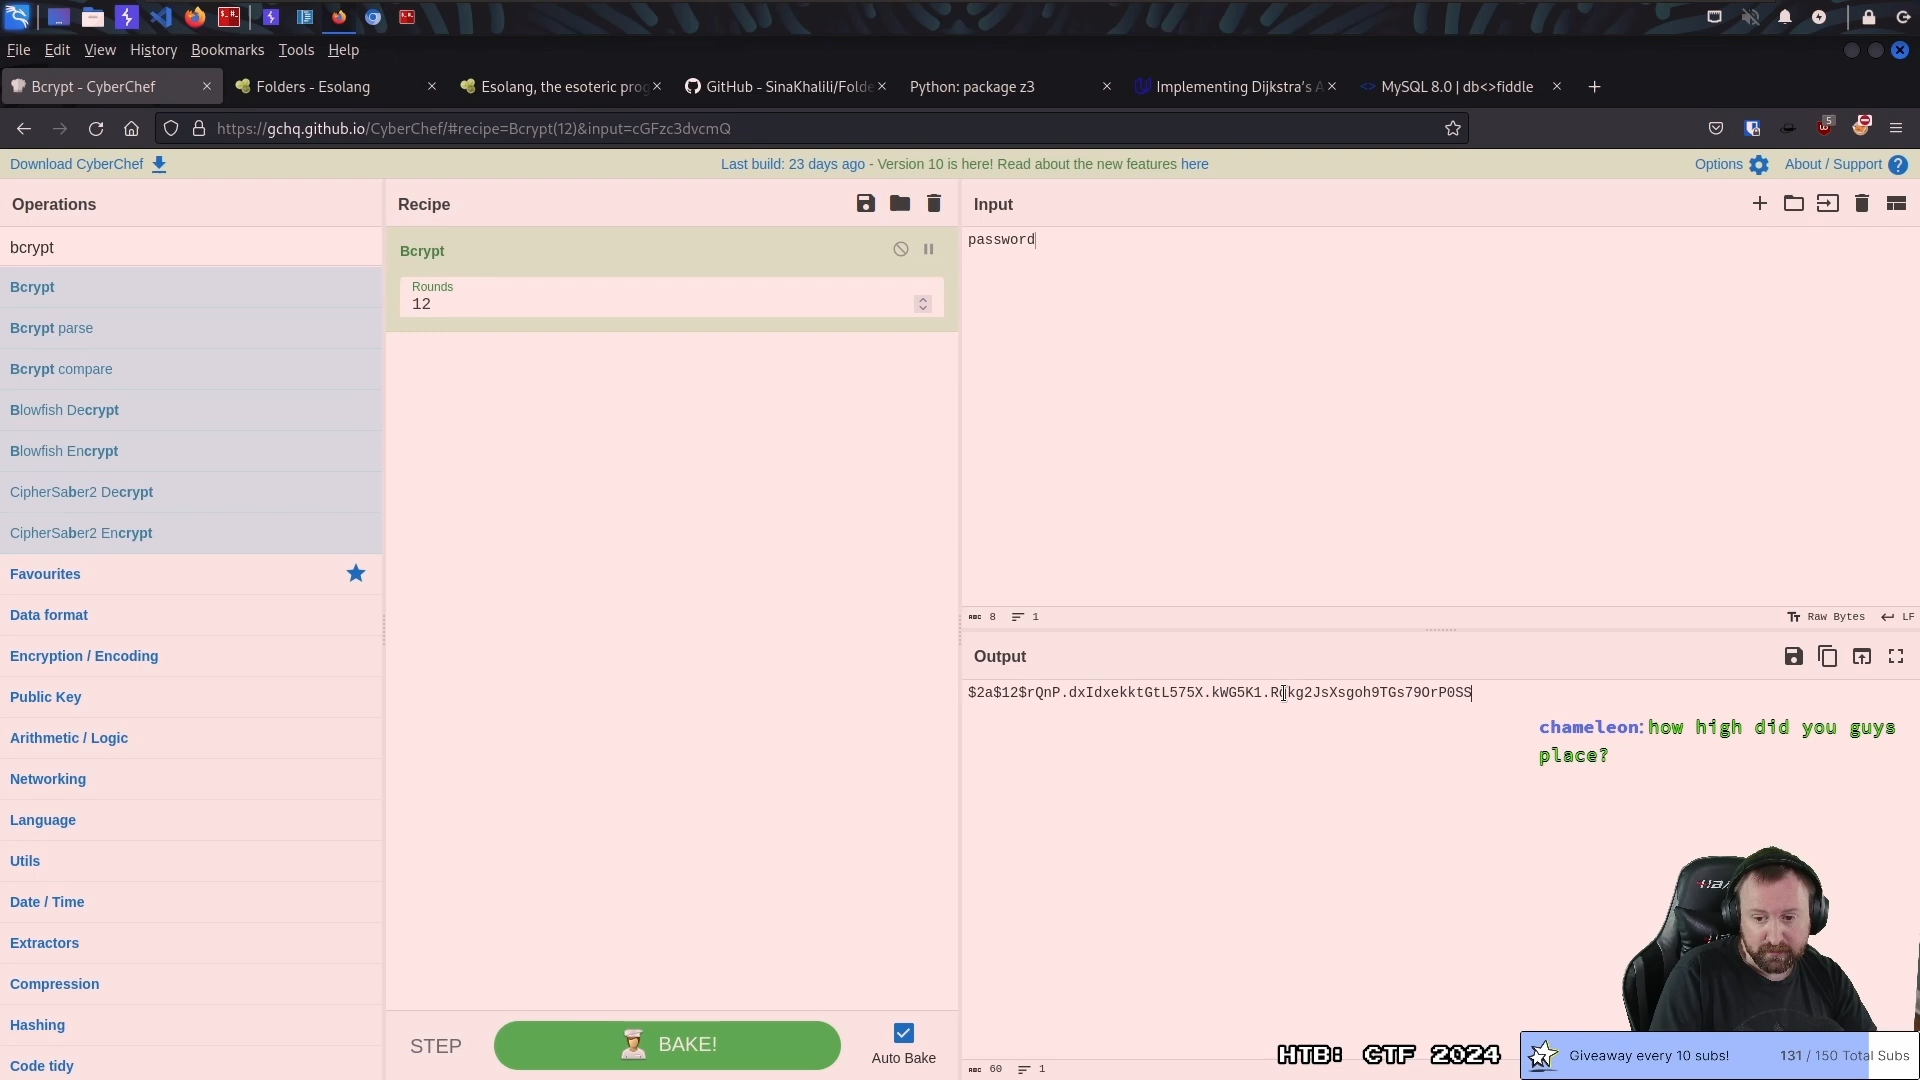 File Edit View History Bookmarks Tools Help
Bcrypt - CyberChef
Folders - Esolang
Esolang, the esoteric prog
GitHub - SinaKhalili/Folde
Python: package z3
Implementing Dijkstra's A
MySQL 8.0 | db<>fiddle
https://gchq.github.io/CyberChef/#recipe=Bcrypt(12)&input=cGFzc3dvcmQ
5
Download CyberChef
Last build: 23 days ago - Version 10 is here! Read about the new features here
Options
About / Support
Operations
bcrypt
Bcrypt
Bcrypt parse
Bcrypt compare
Blowfish Decrypt
Blowfish Encrypt
CipherSaber2 Decrypt
CipherSaber2 Encrypt
Favourites
Data format
Encryption / Encoding
Public Key
Arithmetic / Logic
Networking
Language
Utils
Date / Time
Extractors
Compression
Hashing
Code tidy
Recipe
Bcrypt
Rounds
12
STEP
BAKE!
Auto Bake
Input
password
ABC 8 1
Raw Bytes LF
Output
chameleon: how high did you guys
place?
HTB: CTF 2024
Giveaway every 10 subs! 131 / 150 Total Subs
ABC 60 1